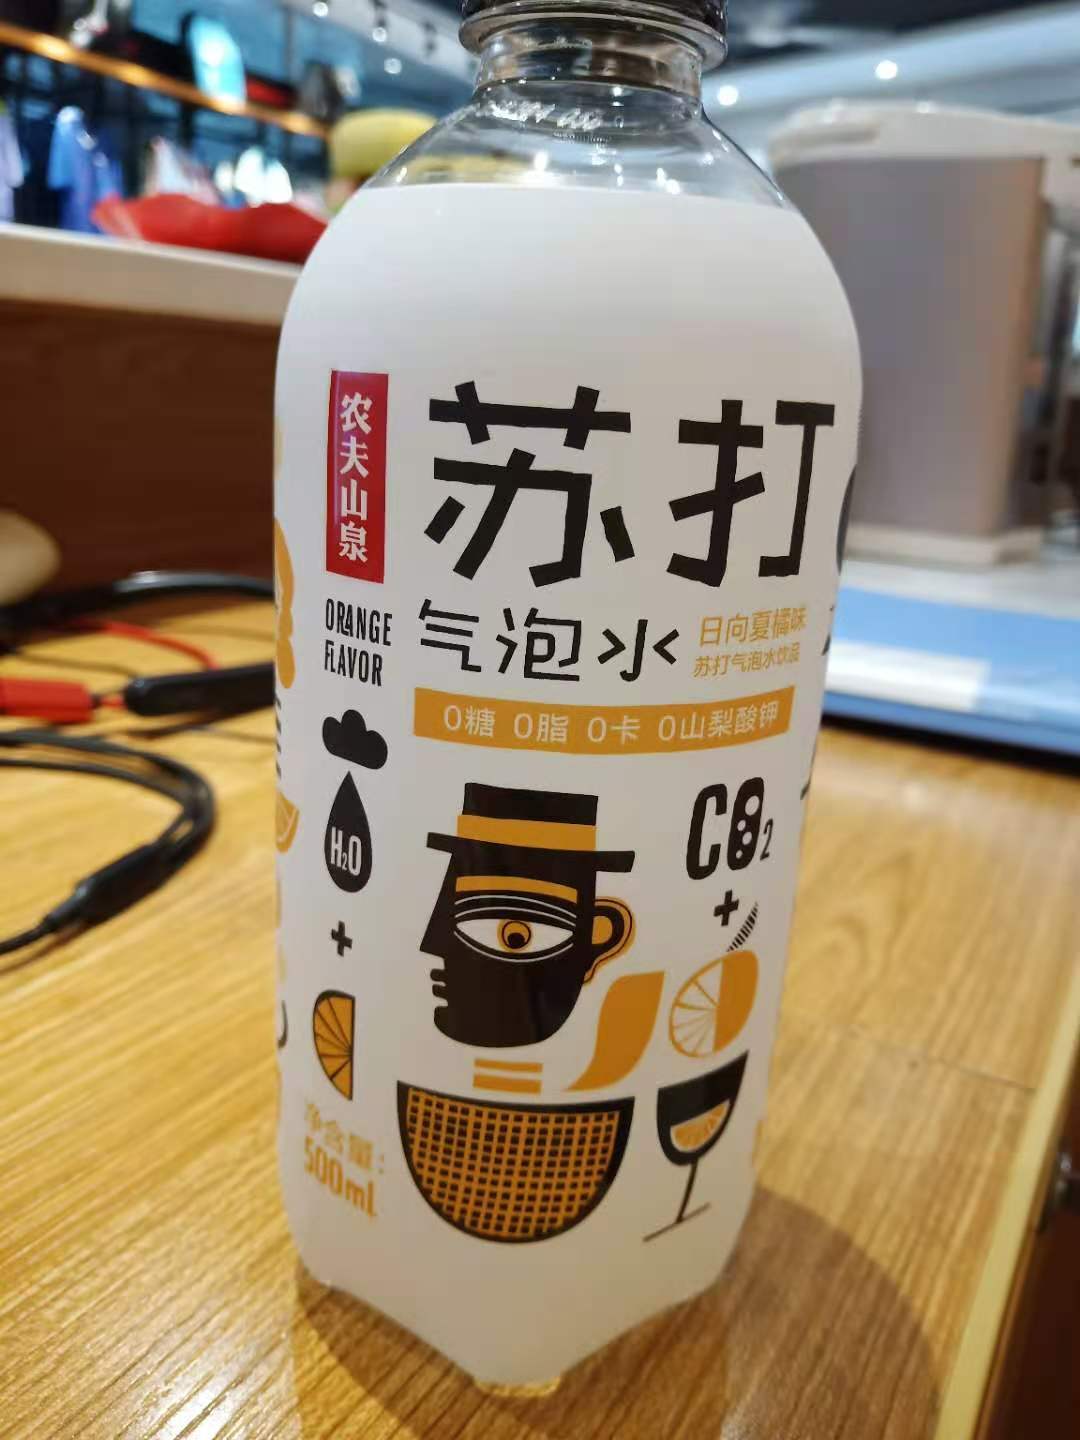 农夫山泉
苏打
气泡水
日向夏橘味
苏打气泡水饮品
ORANGE
FLAVOR
0糖 0脂 0卡 0山梨酸钾
H₂O
CO₂
+
+
=
净含量:
500mL